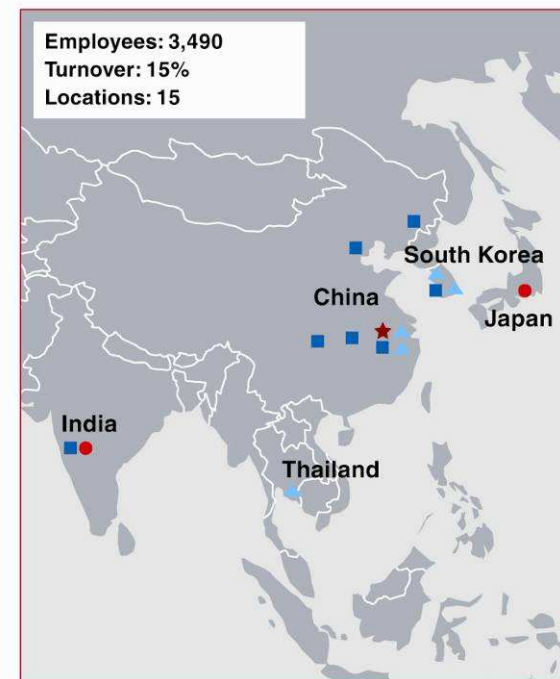 Employees: 3,490
Turnover: 15%
Locations: 15
South Korea
China
Japan
India
Thailand